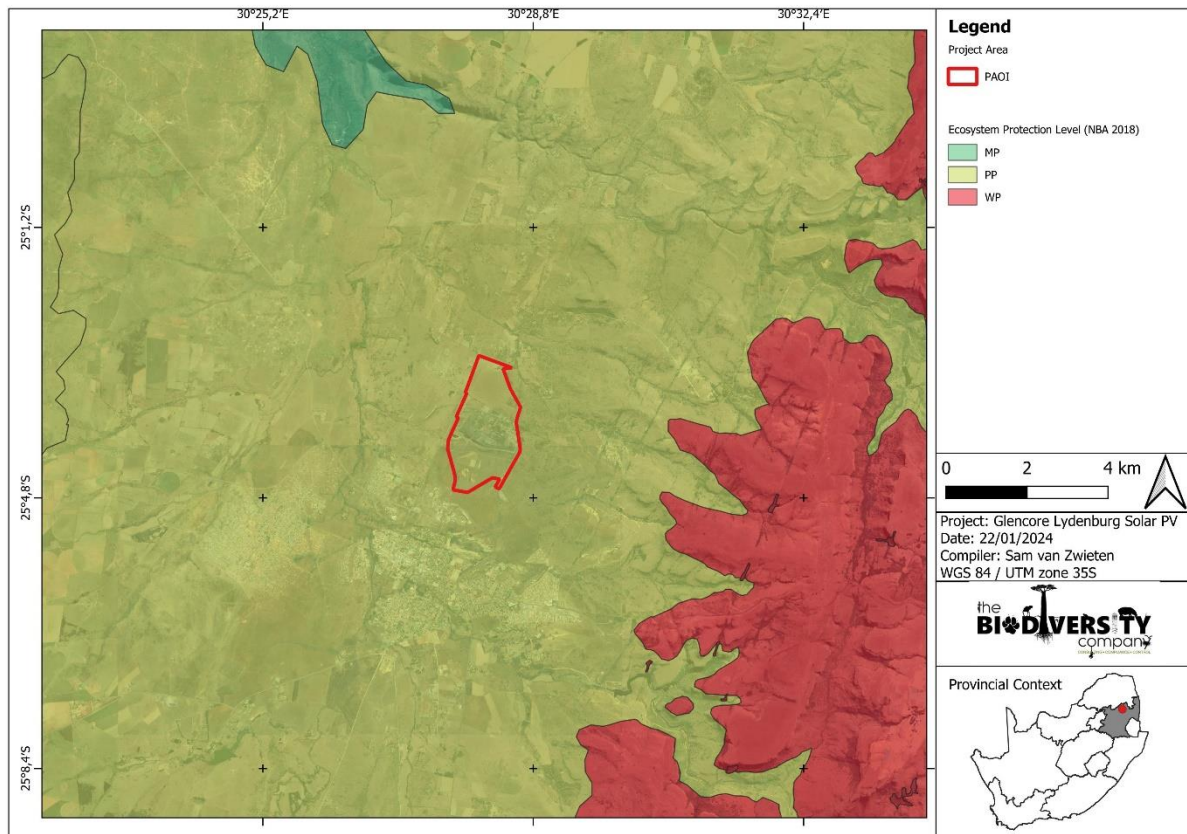 30°25,2'E
30°28,8'E
30°32,4'E
25°1,2'S
25°4,8'S
25°8,4'S
Legend
Project Area
PAOI
Ecosystem Protection Level (NBA 2018)
MP
PP
WP
0 2 4 km
Project: Glencore Lydenburg Solar PV
Date: 22/01/2024
Compiler: Sam van Zwieten
WGS 84 / UTM zone 35S
the
BIODIVERSITY
company
Provincial Context